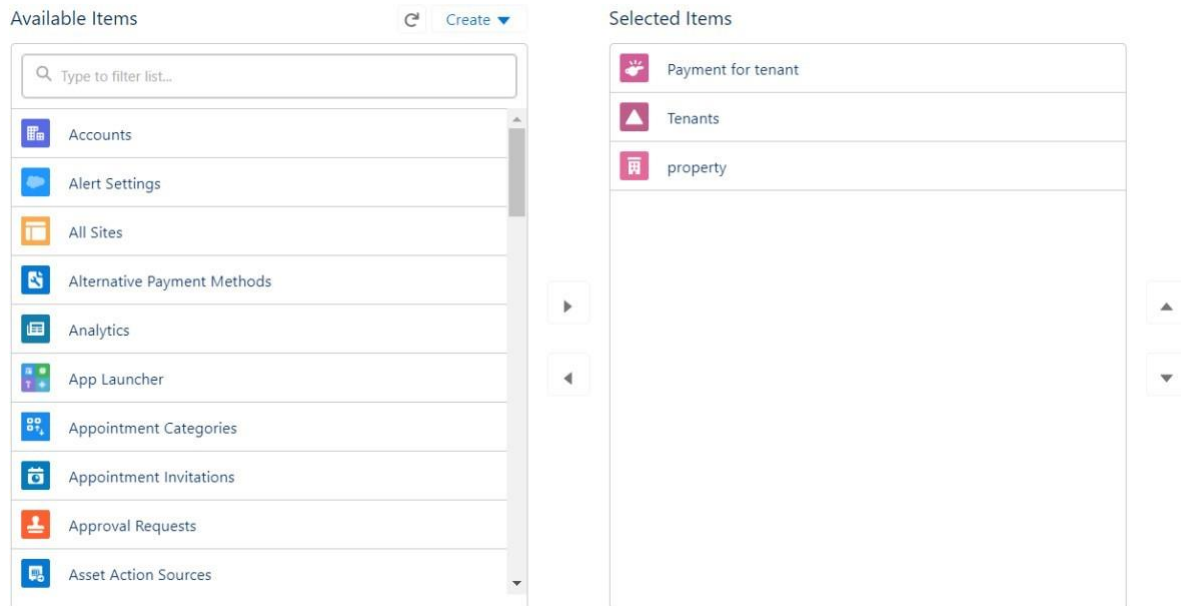 Available Items
Create
Type to filter list...
Accounts
Alert Settings
All Sites
Alternative Payment Methods
Analytics
App Launcher
Appointment Categories
Appointment Invitations
Approval Requests
Asset Action Sources
Selected Items
Payment for tenant
Tenants
property